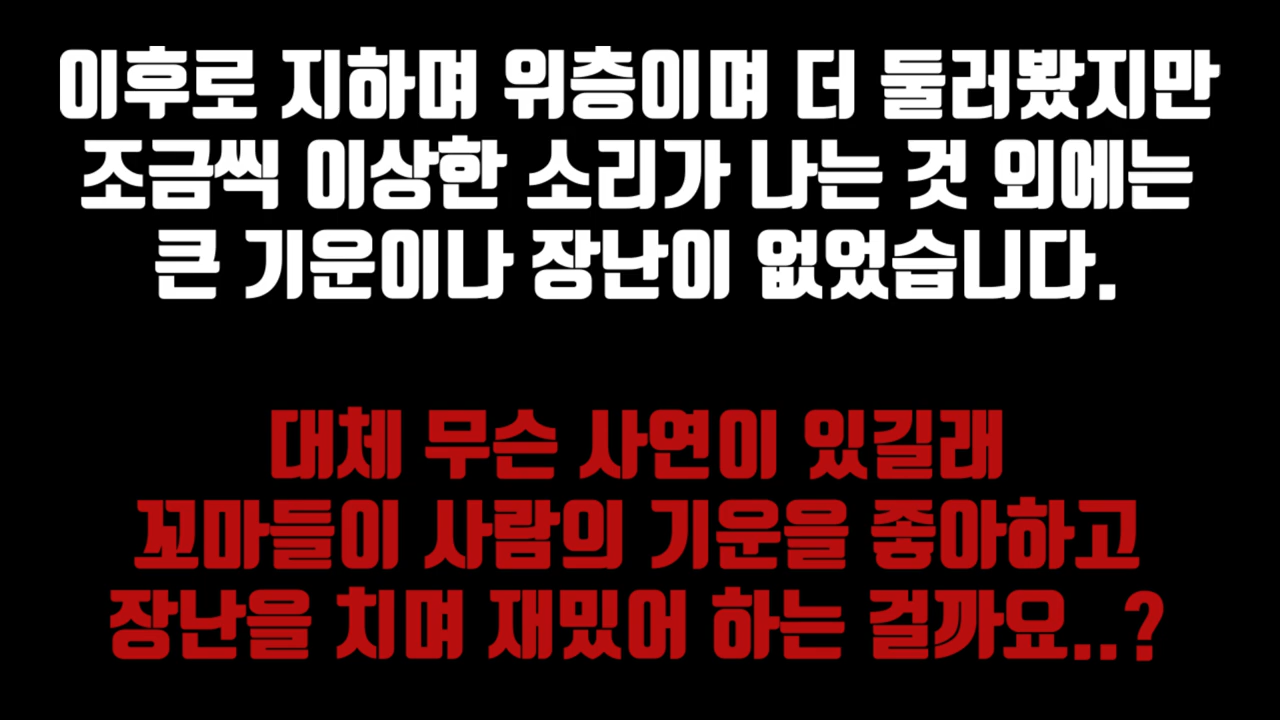 이후로 지하며 위층이며 더 둘러봤지만
조금씩 이상한 소리가 나는 것 외에는
큰 기운이나 장난이 없었습니다.
대체 무슨 사연이 있길래
꼬마들이 사람의 기운을 좋아하고
장난을 치며 재밌어 하는 걸까요..?